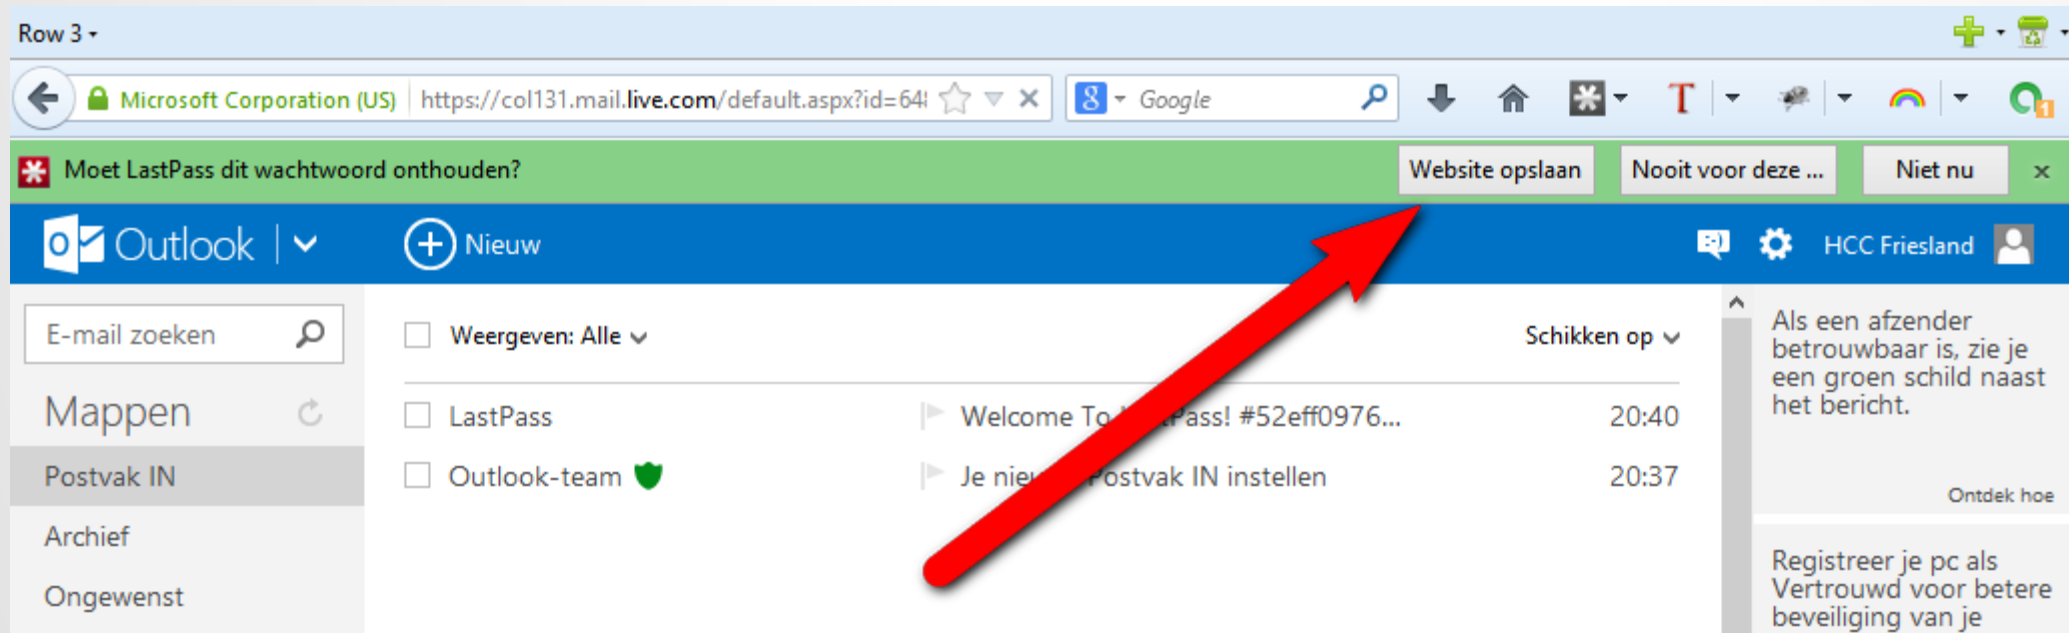 Row 3
Microsoft Corporation (US) https://col131.mail.live.com/default.aspx?id=64 Google
Moet LastPass dit wachtwoord onthouden? Website opslaan Nooit voor deze ... Niet nu
Outlook Nieuw HCC Friesland
E-mail zoeken
Weergeven: Alle Schikken op
Als een afzender
betrouwbaar is, zie je
een groen schild naast
het bericht.
Mappen
LastPass Welcome To #52eff0976... 20:40
Postvak IN
Outlook-team Je Postvak IN instellen 20:37
Ontdek hoe
Archief
Registreer je pc als
Vertrouwd voor betere
beveiliging van je
Ongewenst